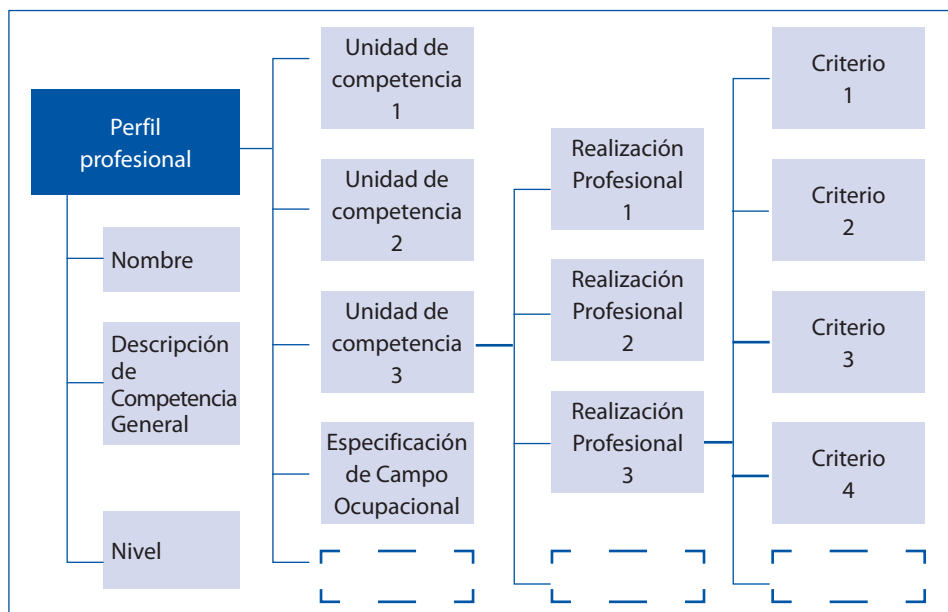 Perfil
profesional
Nombre
Descripción
de
Competencia
General
Nivel
Unidad de
competencia
1
Unidad de
competencia
2
Unidad de
competencia
3
Especificación
de Campo
Ocupacional
Realización
Profesional
1
Realización
Profesional
2
Realización
Profesional
3
Criterio
1
Criterio
2
Criterio
3
Criterio
4